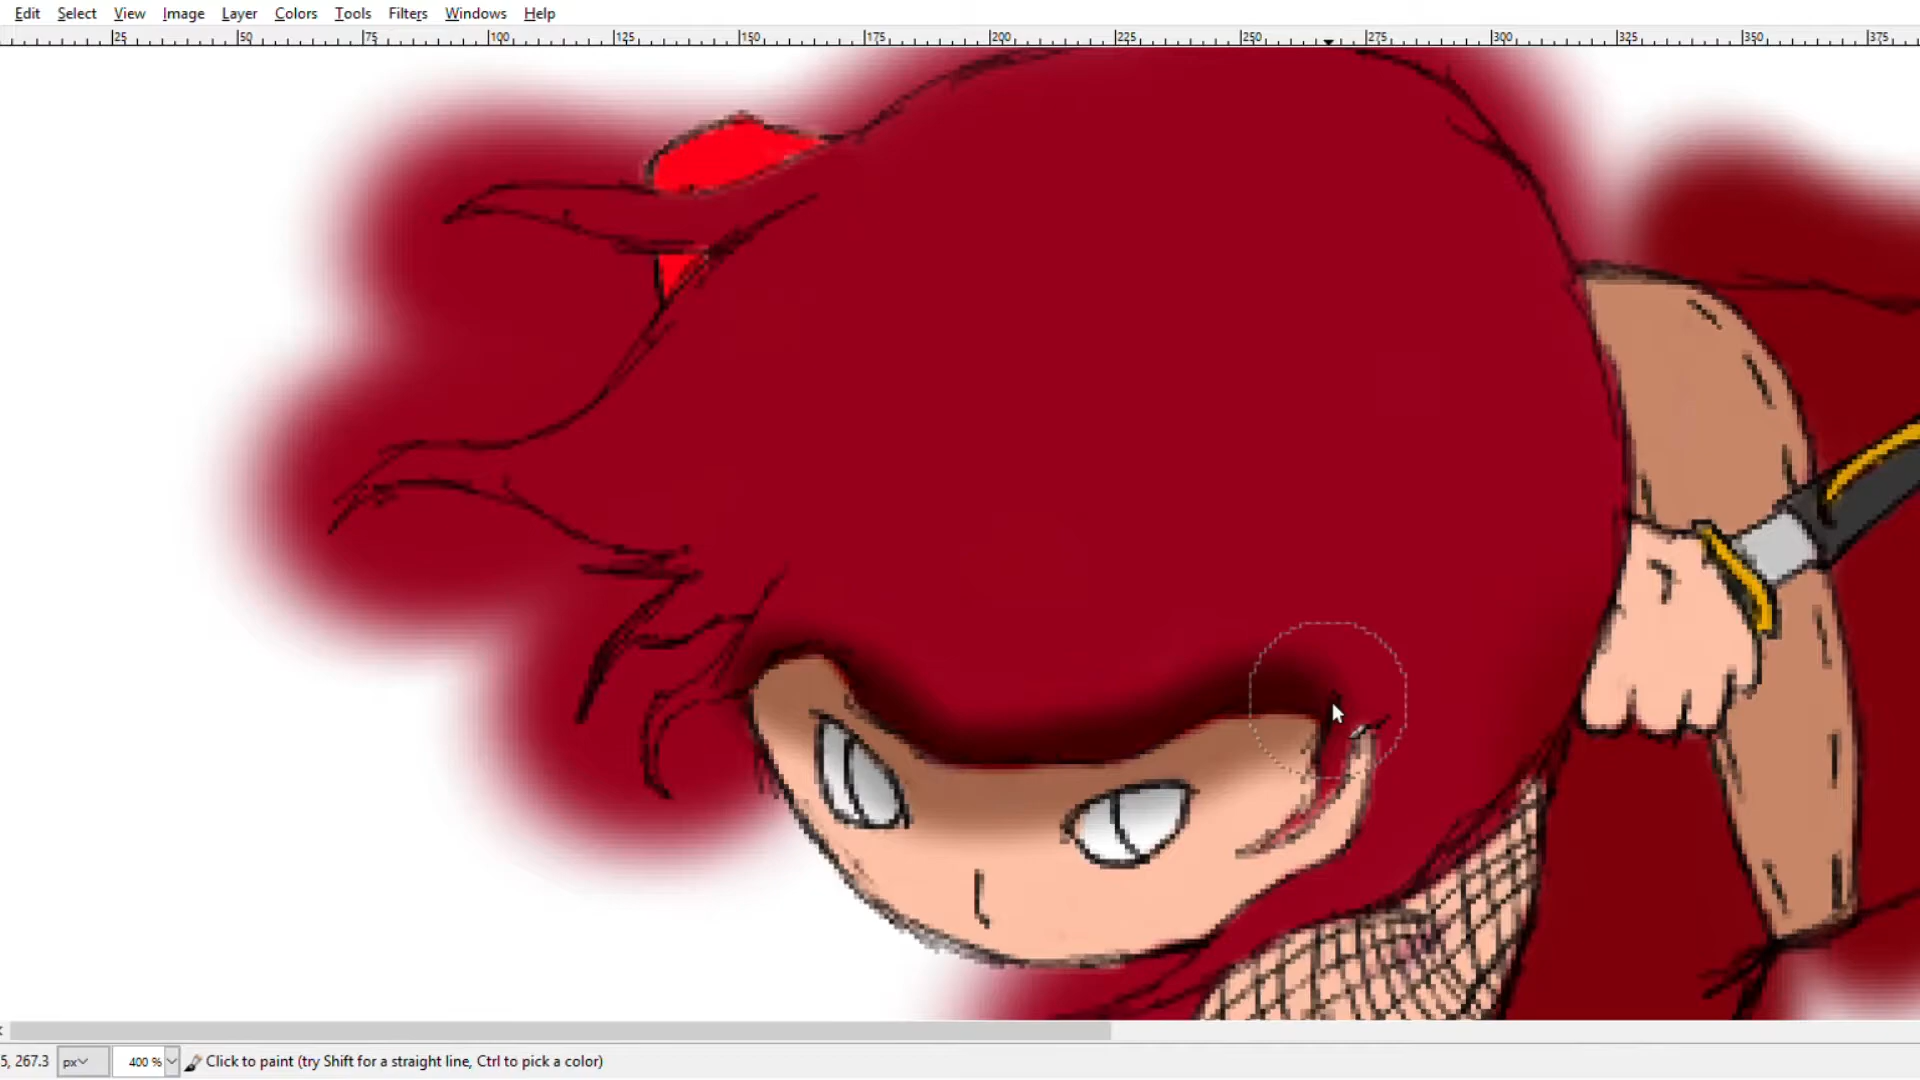 Edit Select View Image Layer Colors Tools Filters Windows Help
25 50 75 100 125 150 175 200 225 250 275 300 325 350 375
5, 267.3 px 400 % Click to paint (try Shift for a straight line, Ctrl to pick a color)